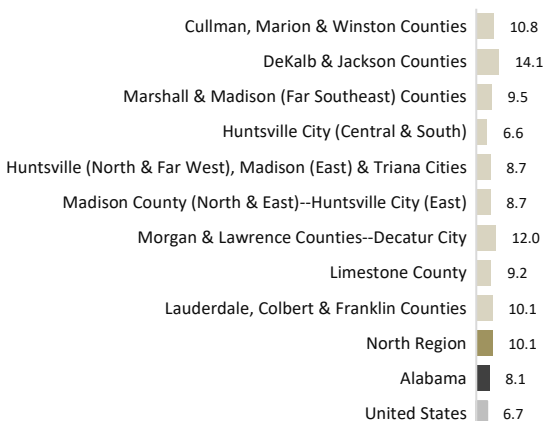 Cullman, Marion & Winston Counties 10.8
DeKalb & Jackson Counties 14.1
Marshall & Madison (Far Southeast) Counties 9.5
Huntsville City (Central & South) 6.6
Huntsville (North & Far West), Madison (East) & Triana Cities 8.7
Madison County (North & East)--Huntsville City (East) 8.7
Morgan & Lawrence Counties--Decatur City 12.0
Limestone County 9.2
Lauderdale, Colbert & Franklin Counties 10.1
North Region 10.1
Alabama 8.1
United States 6.7